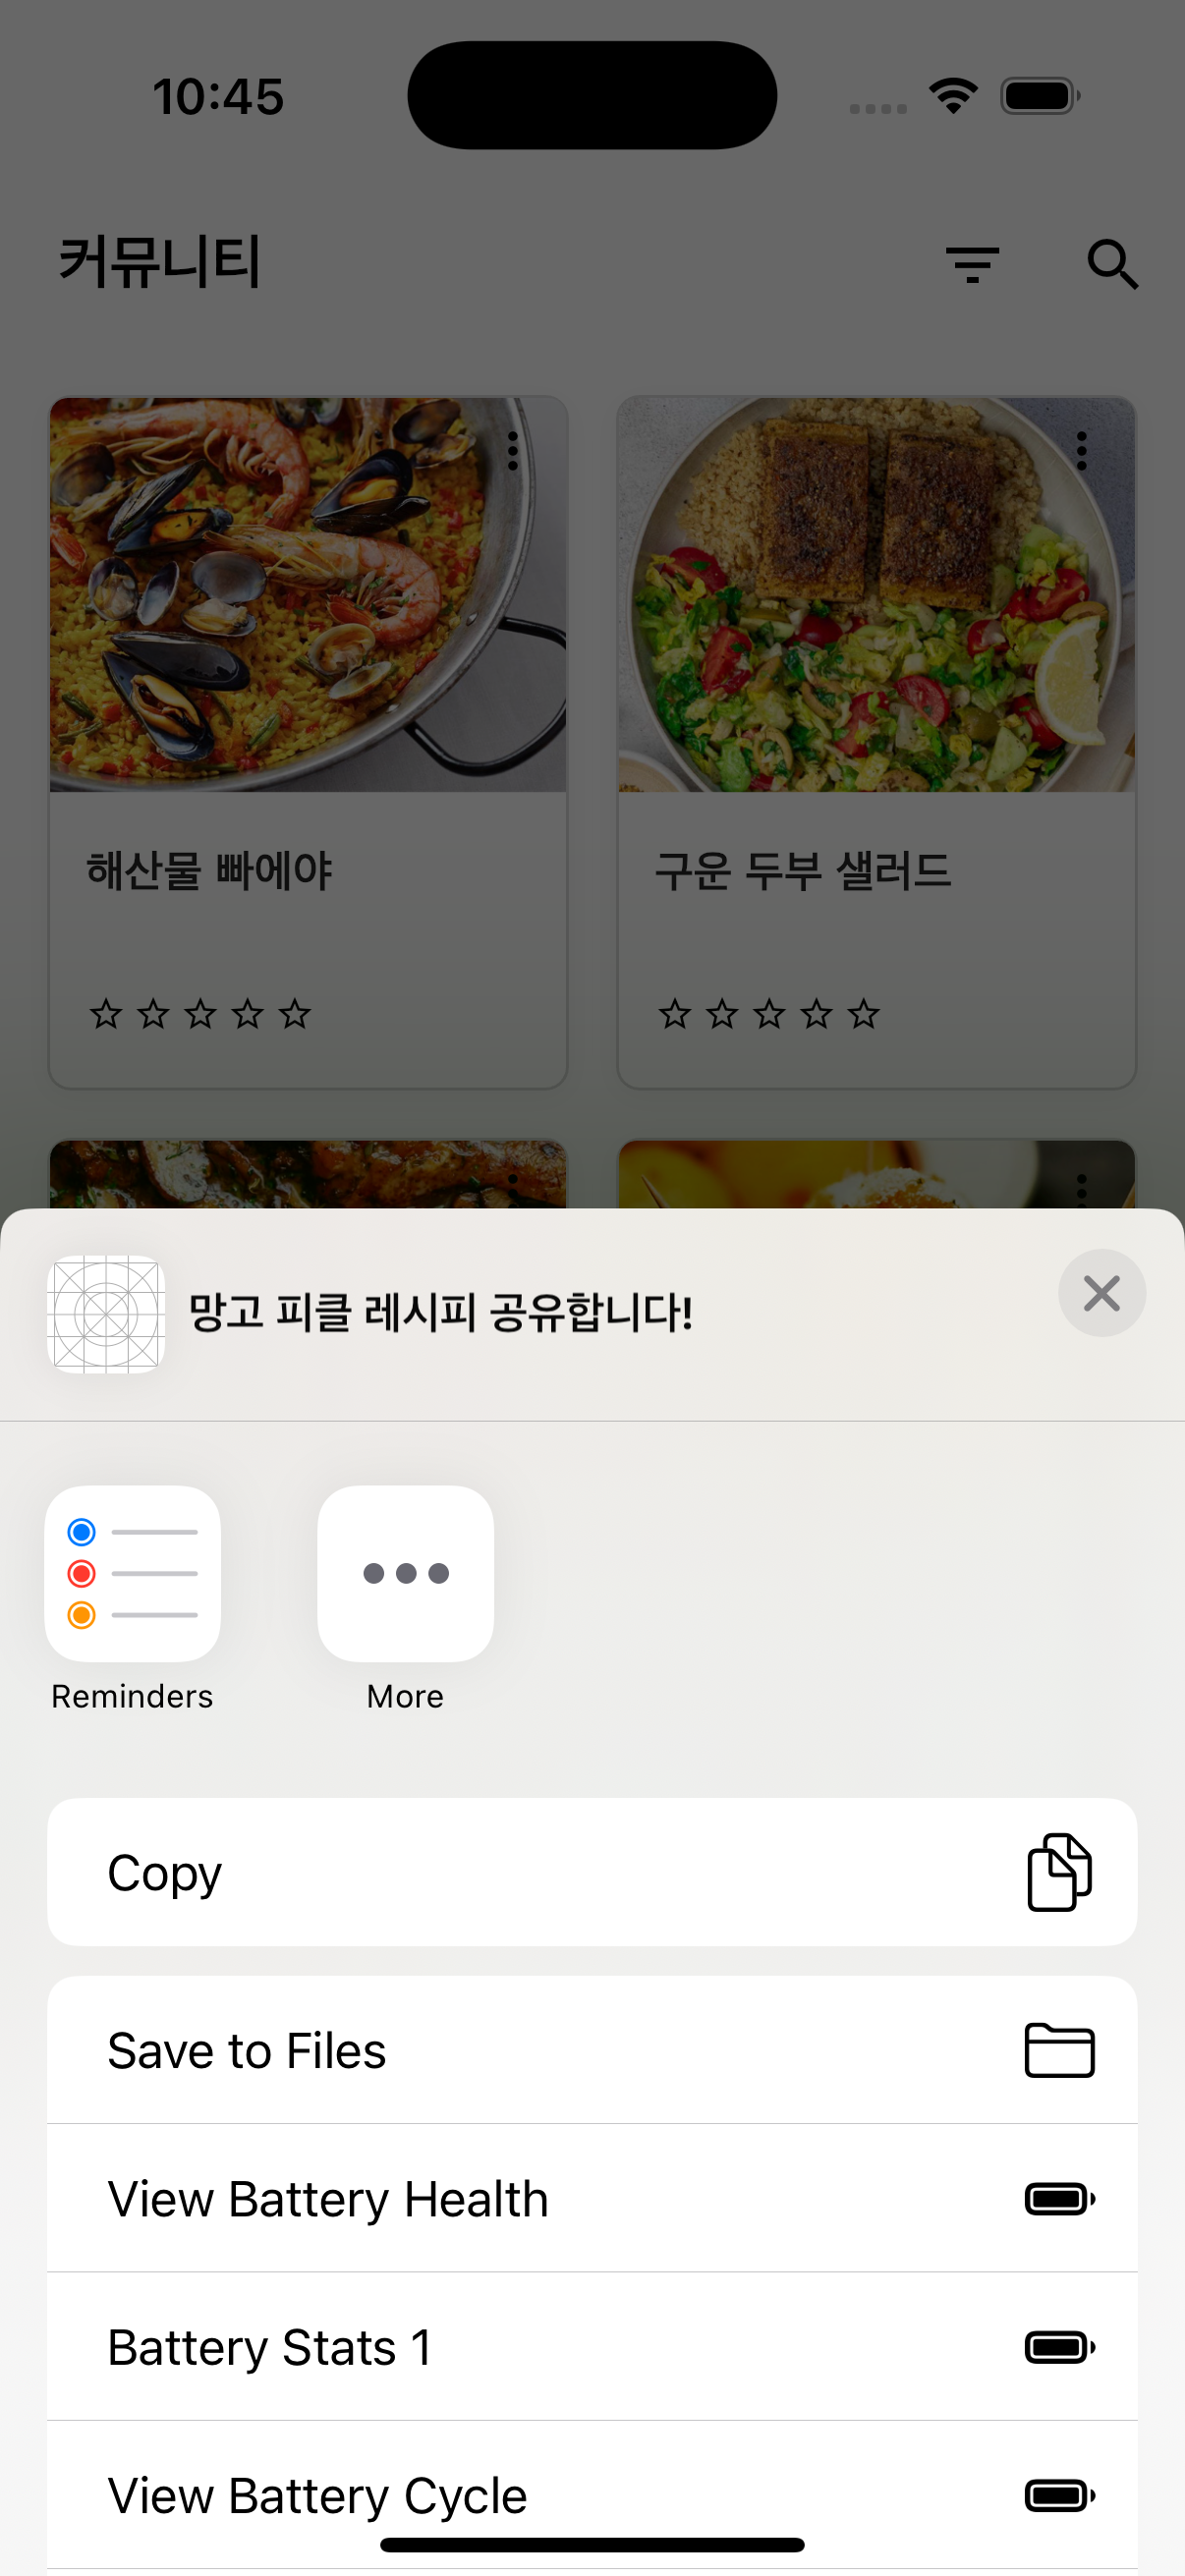 10:45
커뮤니티
해산물 빠에야
구운 두부 샐러드
망고 피클 레시피 공유합니다!
Reminders
More
Copy
Save to Files
View Battery Health
Battery Stats 1
View Battery Cycle